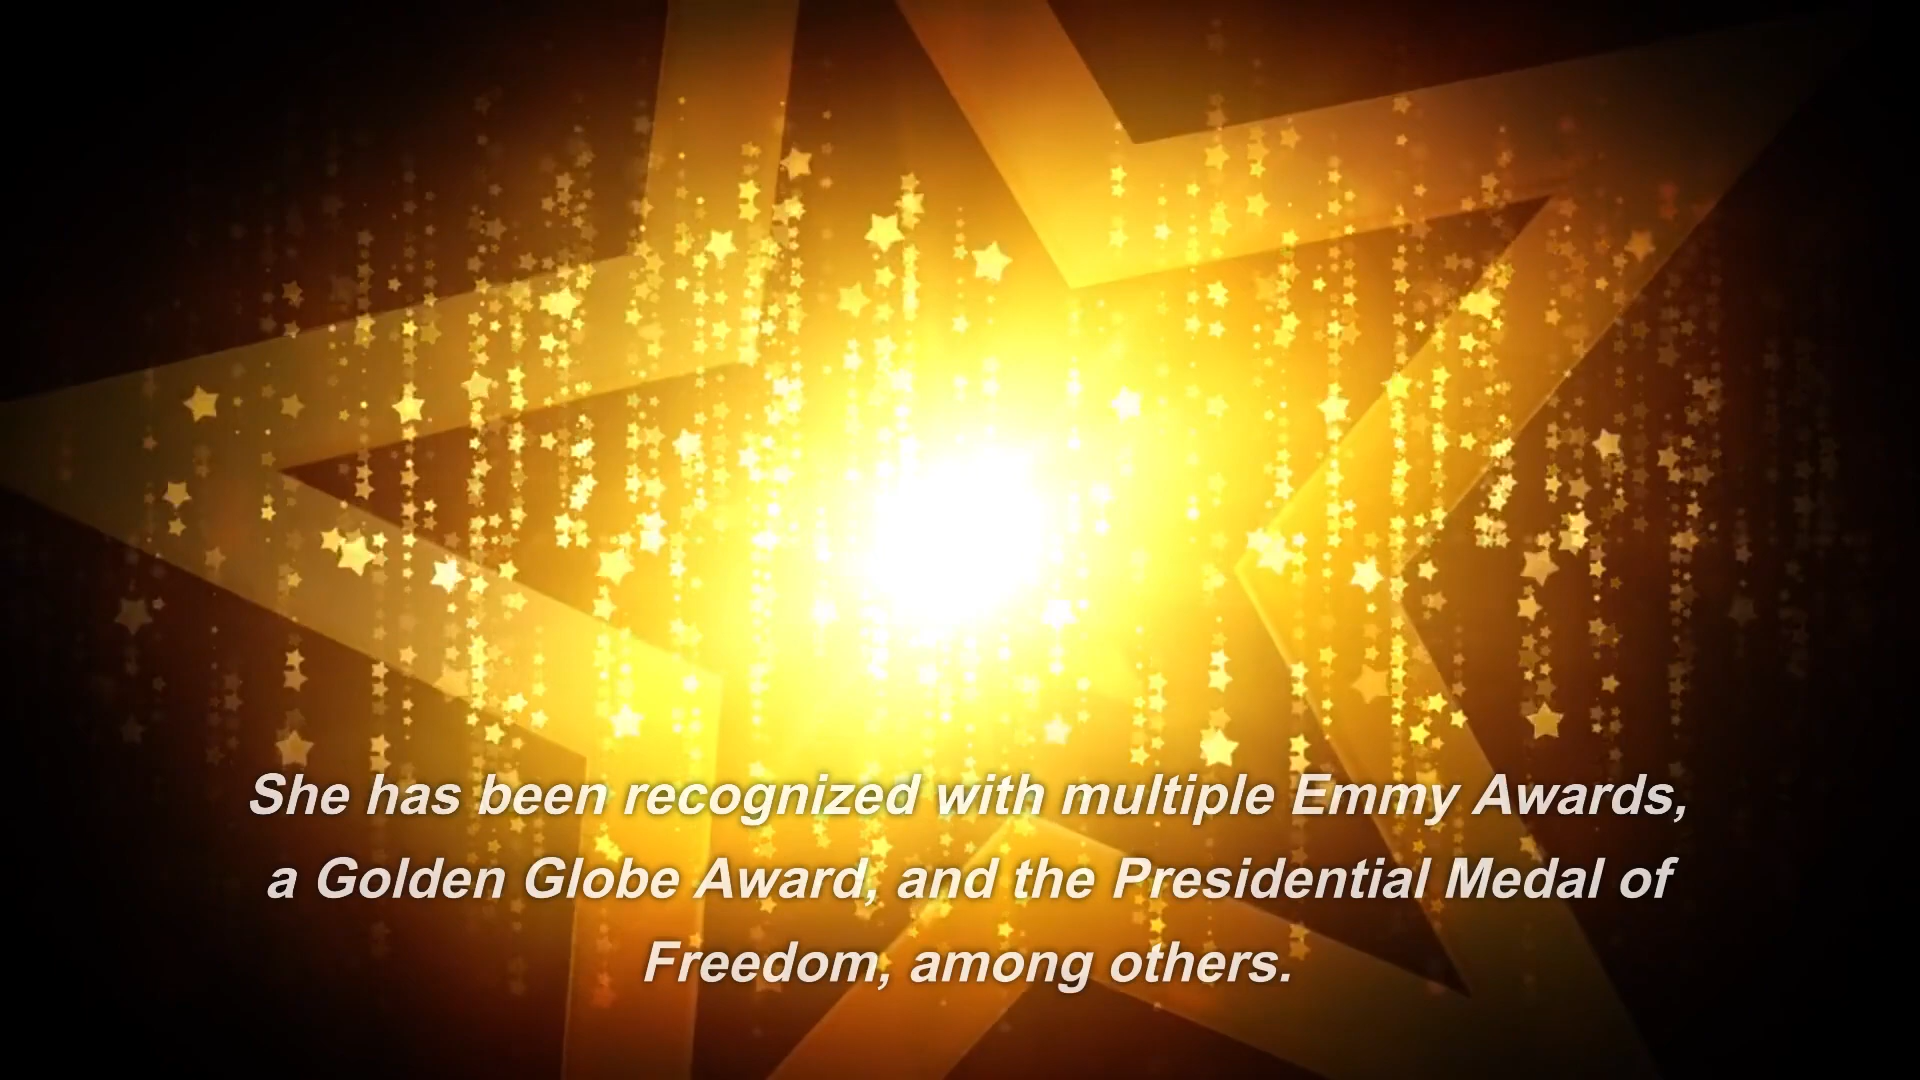 She has been recognized with multiple Emmy Awards,
a Golden Globe Award, and the Presidential Medal of
Freedom, among others.